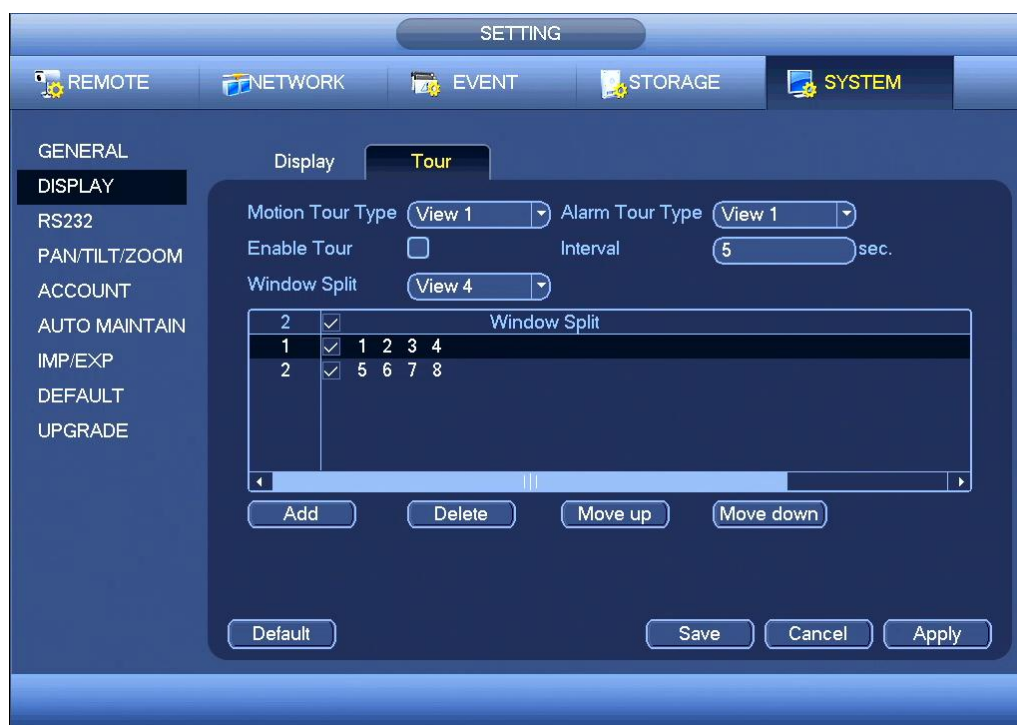 SETTING
REMOTE NETWORK EVENT STORAGE SYSTEM
GENERAL
DISPLAY
RS232
PAN/TILT/ZOOM
ACCOUNT
AUTO MAINTAIN
IMP/EXP
DEFAULT
UPGRADE
Display Tour
Motion Tour Type View 1 Alarm Tour Type View 1
Enable Tour Interval 5 sec.
Window Split View 4
2 Window Split
1 1 2 3 4
2 5 6 7 8
Add Delete Move up Move down
Default Save Cancel Apply